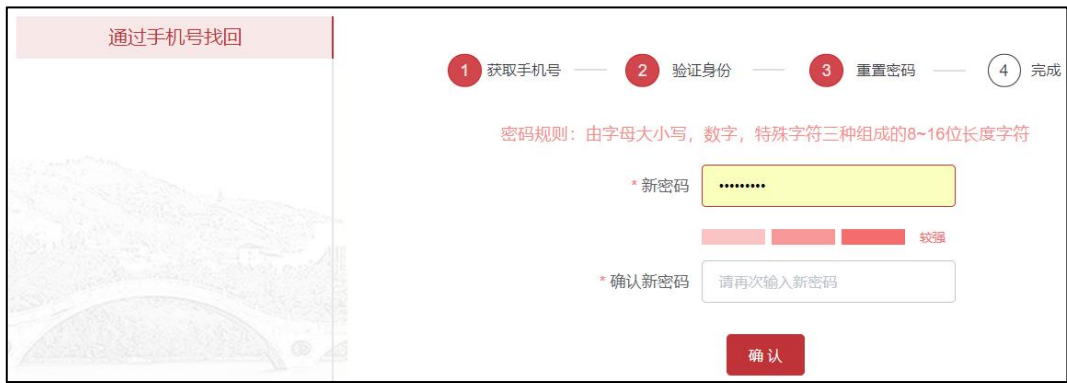 通过手机号找回
1 获取手机号 2 验证身份 3 重置密码 4 完成
密码规则：由字母大小写，数字，特殊字符三种组成的8~16位长度字符
* 新密码 •••••••••
较强
* 确认新密码 请再次输入新密码
确认